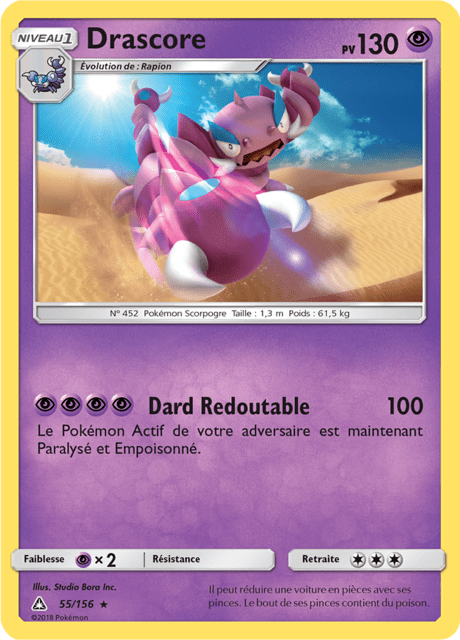 NIVEAU 1
Drascore
PV 130
Évolution de : Rapion
N° 452 Pokémon Scorpogre Taille : 1,3 m Poids : 61,5 kg
Dard Redoutable 100
Le Pokémon Actif de votre adversaire est maintenant
Paralysé et Empoisonné.
Faiblesse ×2 Résistance Retraite
Illus. Studio Bora Inc.
55/156 ★
©2018 Pokémon
Il peut réduire une voiture en pièces avec ses
pinces. Le bout de ses pinces contient du poison.